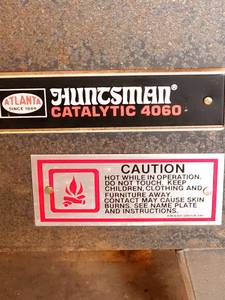 ATLANTA
SINCE 1889
HUNTSMAN®
CATALYTIC 4060
CAUTION
HOT WHILE IN OPERATION.
DO NOT TOUCH. KEEP
CHILDREN, CLOTHING AND
FURNITURE AWAY.
CONTACT MAY CAUSE SKIN
BURNS. SEE NAME PLATE
AND INSTRUCTIONS.